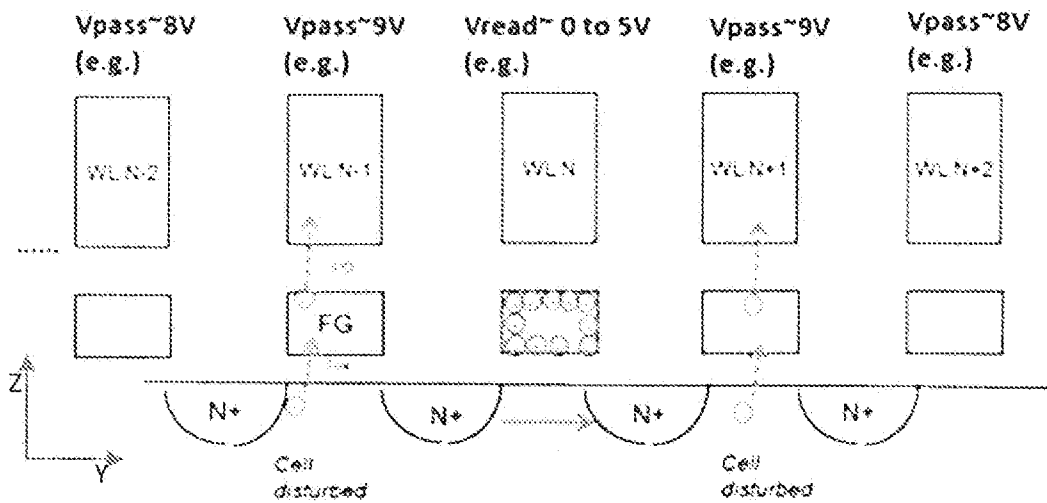 Vpass~8V Vpass~9V Vread~ 0 to 5V Vpass~9V Vpass~8V
(e.g.) (e.g.) (e.g.) (e.g.) (e.g.)
WLN-2 WLN-1 WLN WLN+1 WLN+2
......
FG
Z
N+ N+ N+ N+
Y
Cell Cell
disturbed disturbed